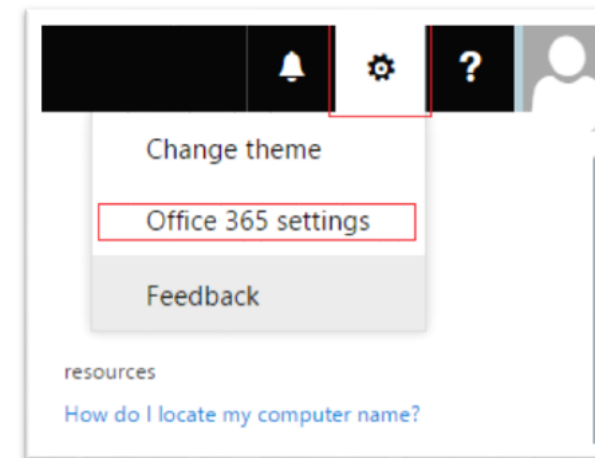 ?
Change theme
Office 365 settings
Feedback
resources
How do I locate my computer name?